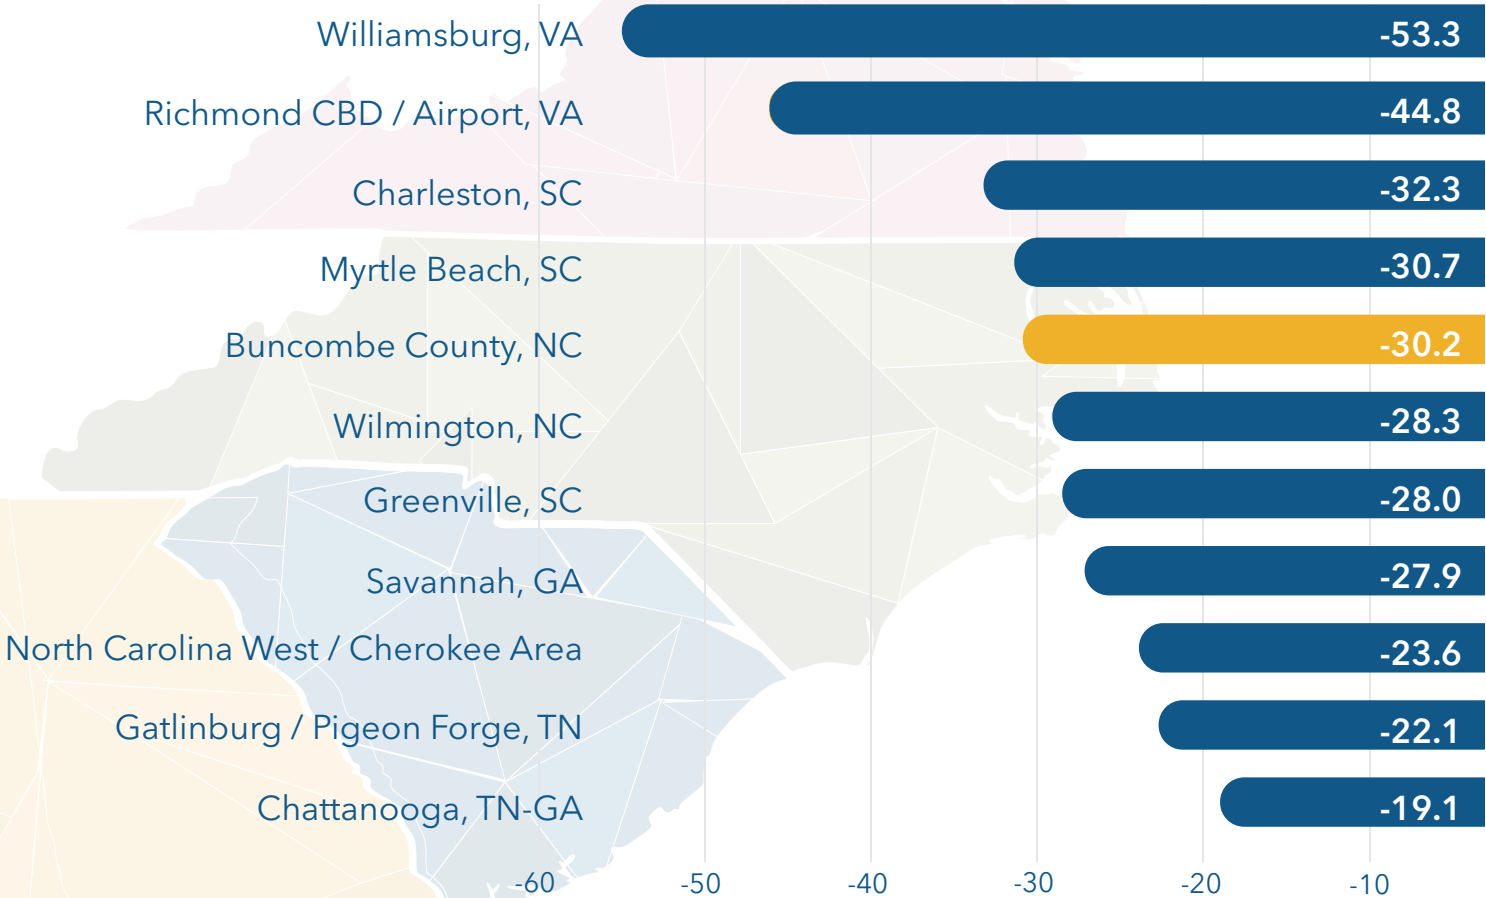 Williamsburg, VA -53.3
Richmond CBD / Airport, VA -44.8
Charleston, SC -32.3
Myrtle Beach, SC -30.7
Buncombe County, NC -30.2
Wilmington, NC -28.3
Greenville, SC -28.0
Savannah, GA -27.9
North Carolina West / Cherokee Area -23.6
Gatlinburg / Pigeon Forge, TN -22.1
Chattanooga, TN-GA -19.1
-60 -50 -40 -30 -20 -10